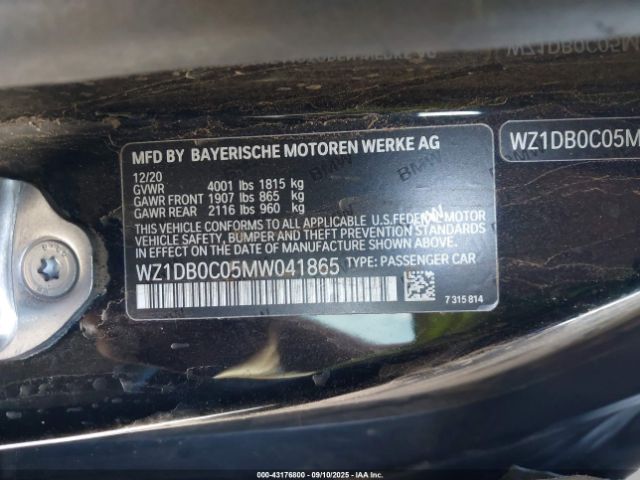 MFD BY BAYERISCHE MOTOREN WERKE AG
12/20
GVWR 4001 lbs 1815 kg
GAWR FRONT 1907 lbs 865 kg
GAWR REAR 2116 lbs 960 kg
THIS VEHICLE CONFORMS TO ALL APPLICABLE U.S.FEDERAL MOTOR
VEHICLE SAFETY, BUMPER AND THEFT PREVENTION STANDARDS
IN EFFECT ON THE DATE OF MANUFACTURE SHOWN ABOVE.
WZ1DB0C05MW041865 TYPE: PASSENGER CAR
7 315 814
WZ1DB0C05M
000-43176800 - 09/10/2025 - IAA Inc. All Rights Reserved